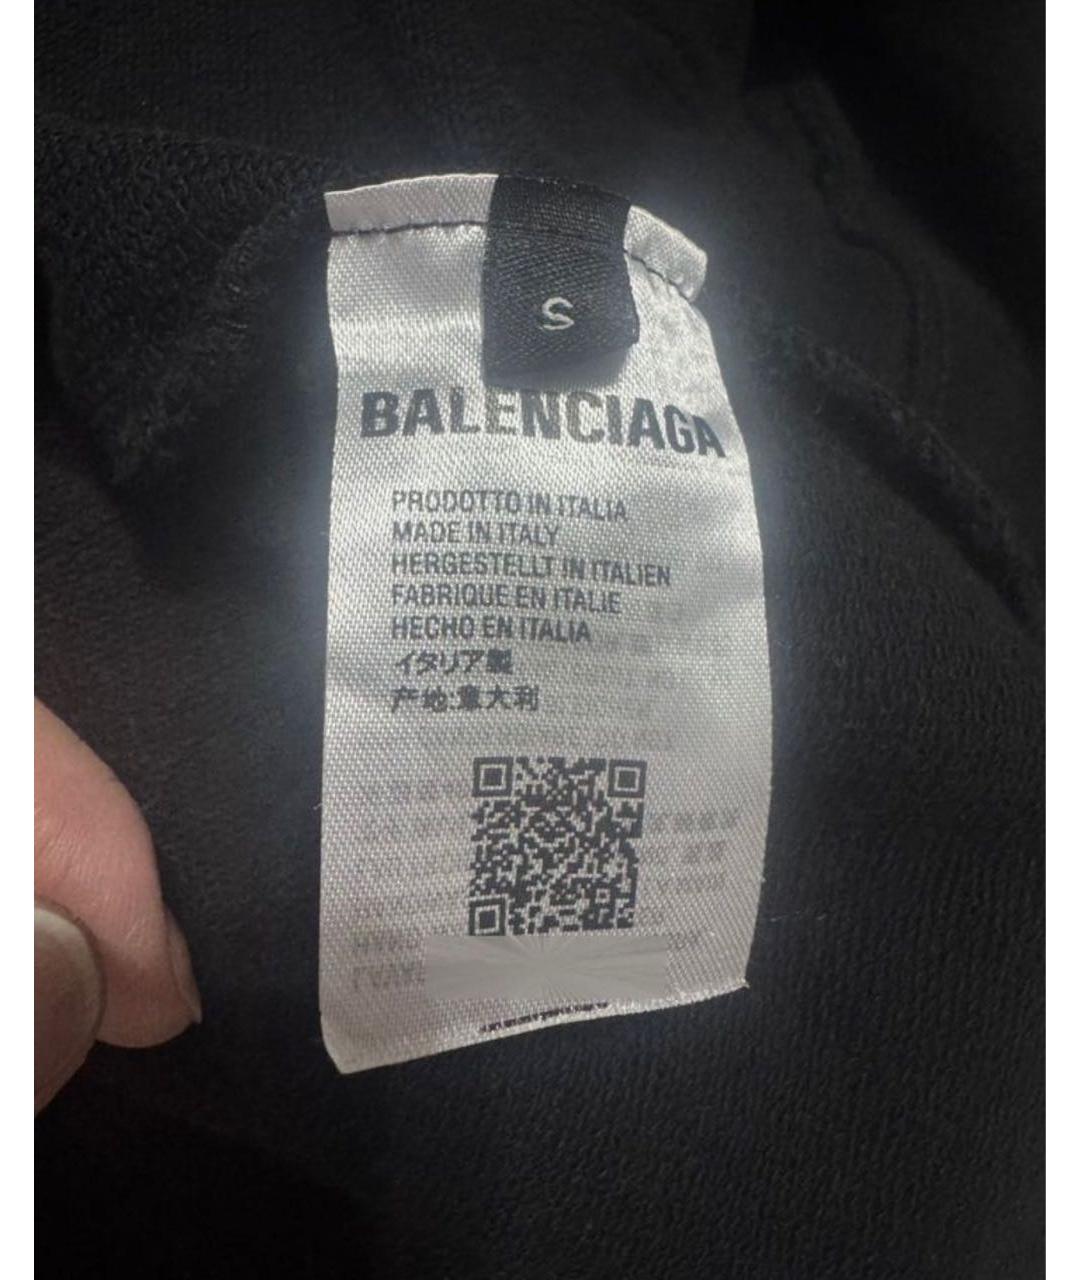 S
BALENCIAGA
PRODOTTO IN ITALIA
MADE IN ITALY
HERGESTELLT IN ITALIEN
FABRIQUE EN ITALIE
HECHO EN ITALIA
イタリア製
产地:意大利